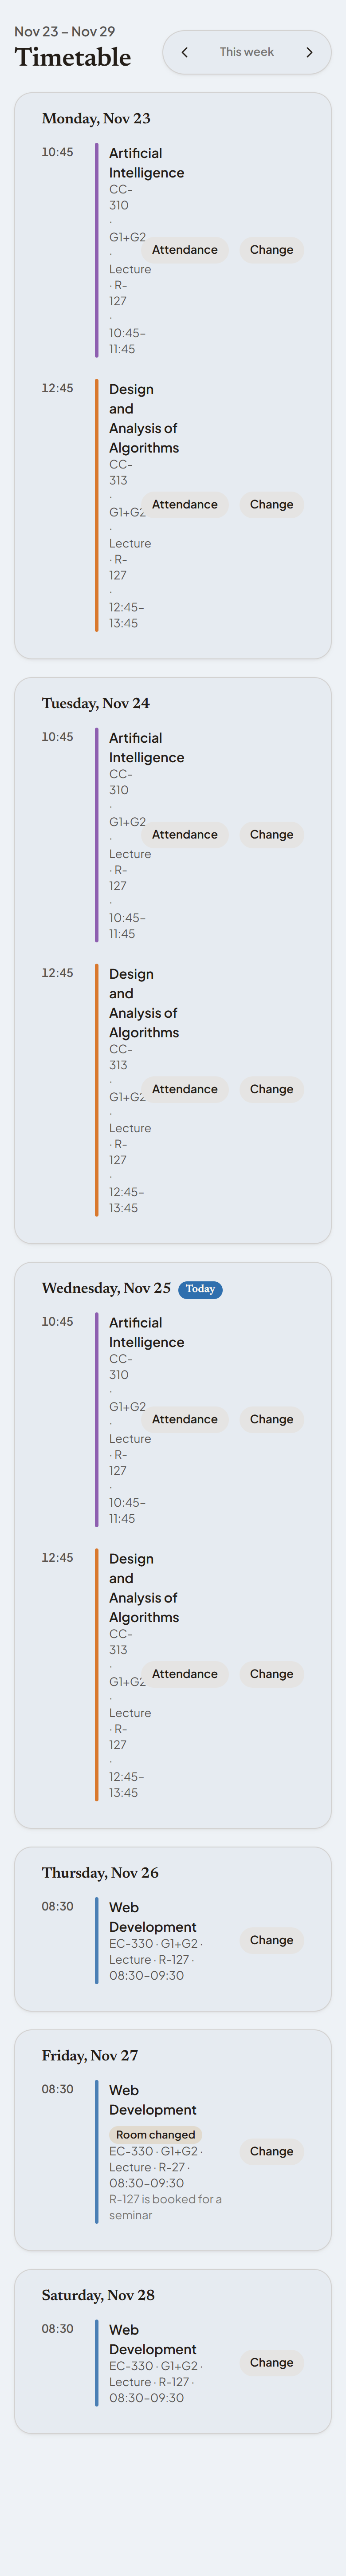 Nov 23 – Nov 29
Timetable
This week
Monday, Nov 23
10:45
Artificial
Intelligence
CC-
310
·
G1+G2
·
Lecture
· R-
127
·
10:45–
11:45
Attendance
Change
12:45
Design
and
Analysis of
Algorithms
CC-
313
·
G1+G2
·
Lecture
· R-
127
·
12:45–
13:45
Attendance
Change
Tuesday, Nov 24
10:45
Artificial
Intelligence
CC-
310
·
G1+G2
·
Lecture
· R-
127
·
10:45–
11:45
Attendance
Change
12:45
Design
and
Analysis of
Algorithms
CC-
313
·
G1+G2
·
Lecture
· R-
127
·
12:45–
13:45
Attendance
Change
Wednesday, Nov 25 Today
10:45
Artificial
Intelligence
CC-
310
·
G1+G2
·
Lecture
· R-
127
·
10:45–
11:45
Attendance
Change
12:45
Design
and
Analysis of
Algorithms
CC-
313
·
G1+G2
·
Lecture
· R-
127
·
12:45–
13:45
Attendance
Change
Thursday, Nov 26
08:30
Web
Development
EC-330 · G1+G2 ·
Lecture · R-127 ·
08:30–09:30
Change
Friday, Nov 27
08:30
Web
Development
Room changed
EC-330 · G1+G2 ·
Lecture · R-27 ·
08:30–09:30
R-127 is booked for a
seminar
Change
Saturday, Nov 28
08:30
Web
Development
EC-330 · G1+G2 ·
Lecture · R-127 ·
08:30–09:30
Change